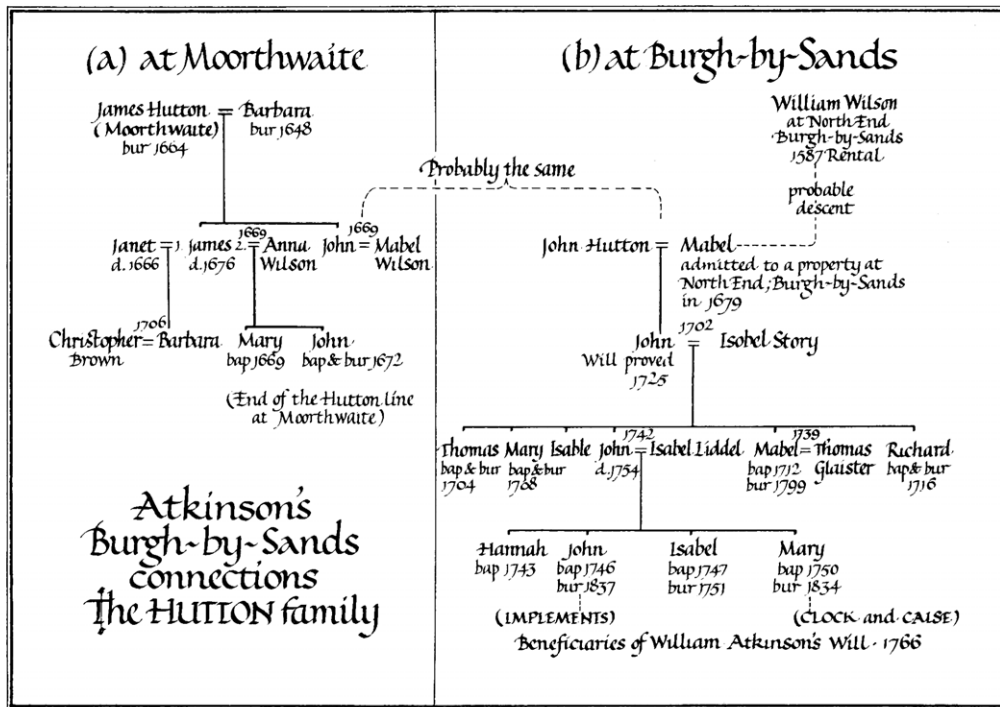 (a) at Moorthwaite
James Hutton = Barbara
(Moorthwaite) bur 1648
bur 1664
1669 1669
Janet = 1. James 2. = Anna John = Mabel
d. 1666 d. 1676 Wilson Wilson
1706
Christopher = Barbara Mary John
Brown bap 1669 bap & bur 1672
(End of the Hutton line
at Moorthwaite)
Atkinson's
Burgh-by-Sands
connections
The HUTTON family
Probably the same
(b) at Burgh-by-Sands
William Wilson
at North End
Burgh-by-Sands
1587 Rental
probable
descent
John Hutton = Mabel
admitted to a property at
North End; Burgh-by-Sands
in 1679
1702
John = Isobel Story
Will proved
1725
1742 1739
Thomas Mary Isable John = Isabel Liddel Mabel = Thomas Richard
bap & bur bap & bur d. 1754 bap 1712 Glaister bap & bur
1704 1708 bur 1799 1716
Hannah John Isabel Mary
bap 1743 bap 1746 bap 1747 bap 1750
bur 1837 bur 1751 bur 1834
(IMPLEMENTS) (CLOCK and CAISE)
Beneficiaries of William Atkinson's Will · 1766